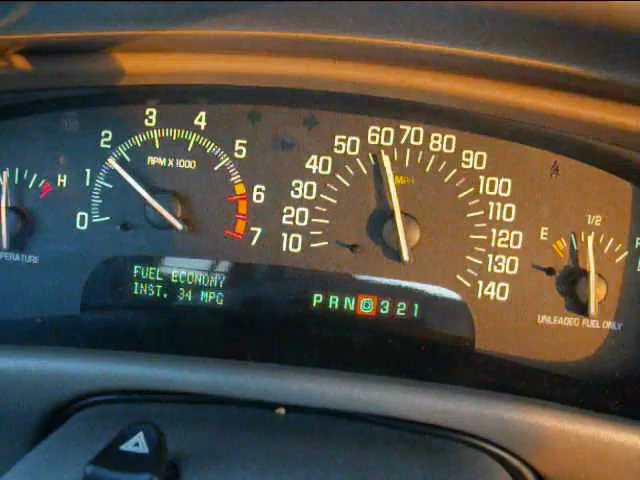 H
PERATURE
0 1 2 3 4 5 6 7
RPM X 1000
10 20 30 40 50 60 70 80 90 100 110 120 130 140
MPH
E 1/2 F
UNLEADED FUEL ONLY
FUEL ECONOMY
INST. 34 MPG
P R N D 3 2 1